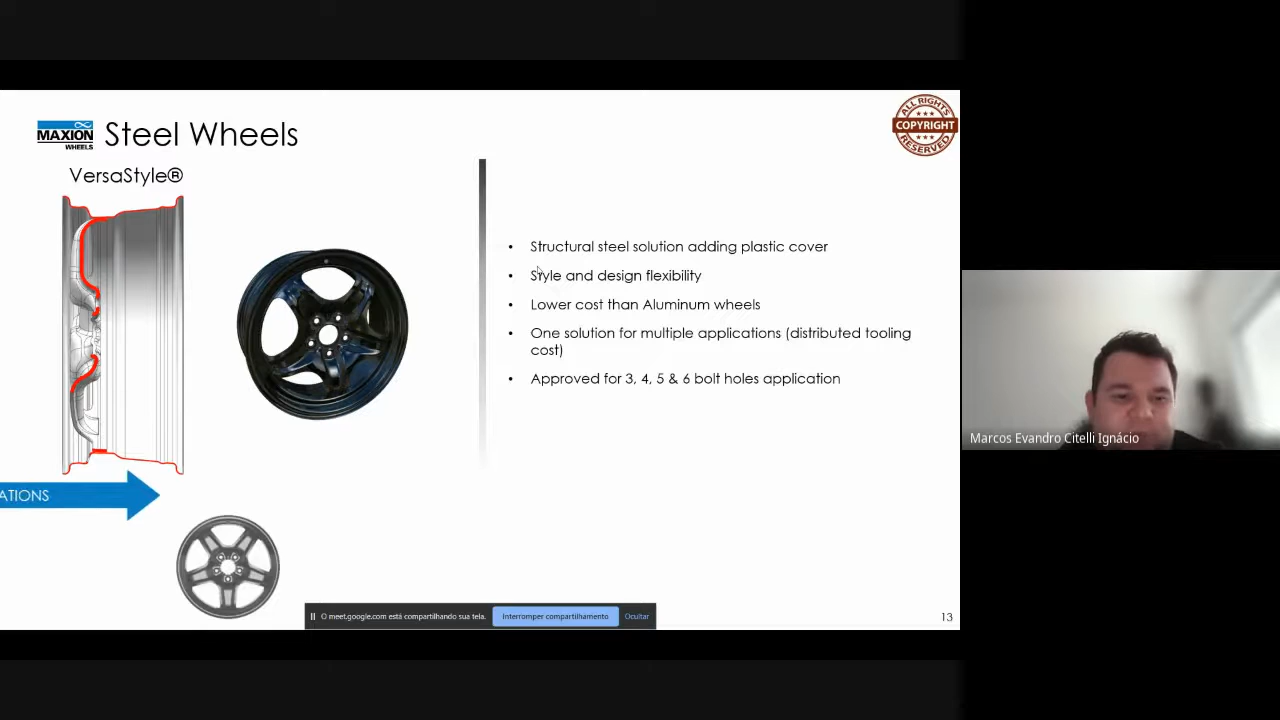 MAXION
WHEELS
Steel Wheels
ALL RIGHTS
COPYRIGHT
RESERVED
VersaStyle®
• Structural steel solution adding plastic cover
• Style and design flexibility
• Lower cost than Aluminum wheels
• One solution for multiple applications (distributed tooling
cost)
• Approved for 3, 4, 5 & 6 bolt holes application
Marcos Evandro Citelli Ignácio
ATIONS
O meet.google.com está compartilhando sua tela.
Interromper compartilhamento
Ocultar
13